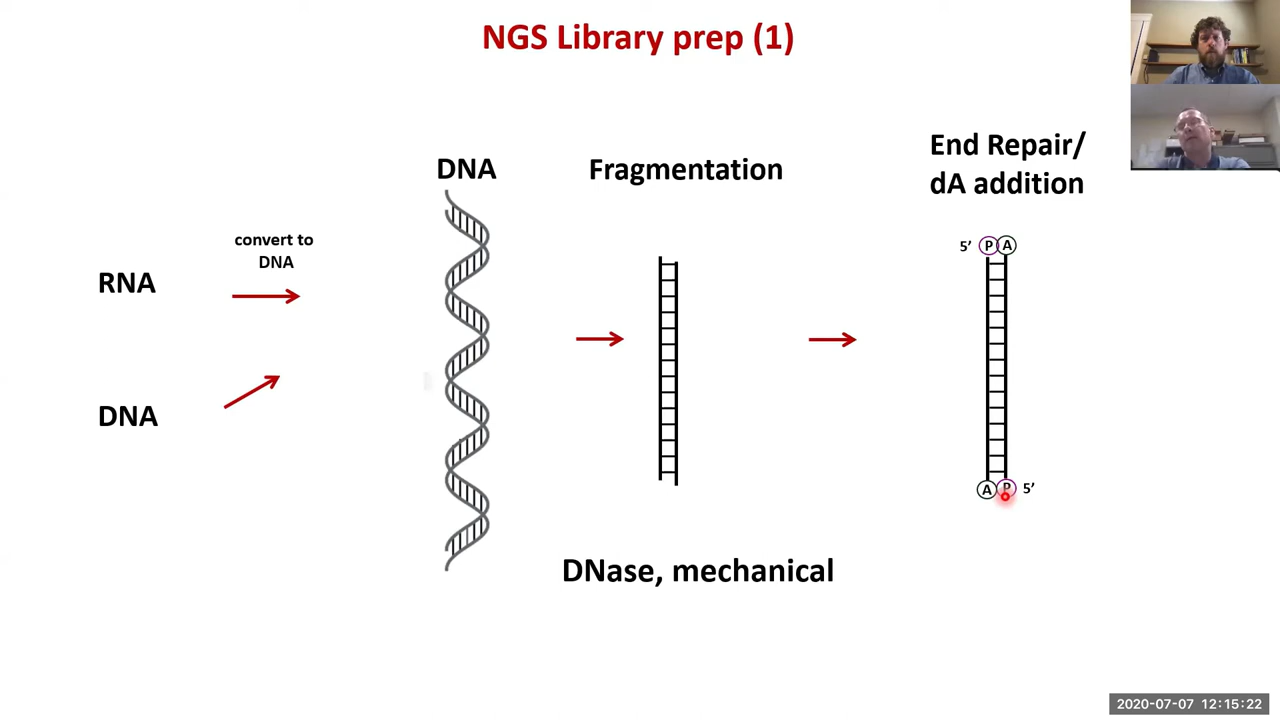 NGS Library prep (1)
End Repair/
dA addition
DNA
Fragmentation
convert to
DNA
RNA
DNA
5’ P A
A P 5’
DNase, mechanical
2020-07-07 12:15:22